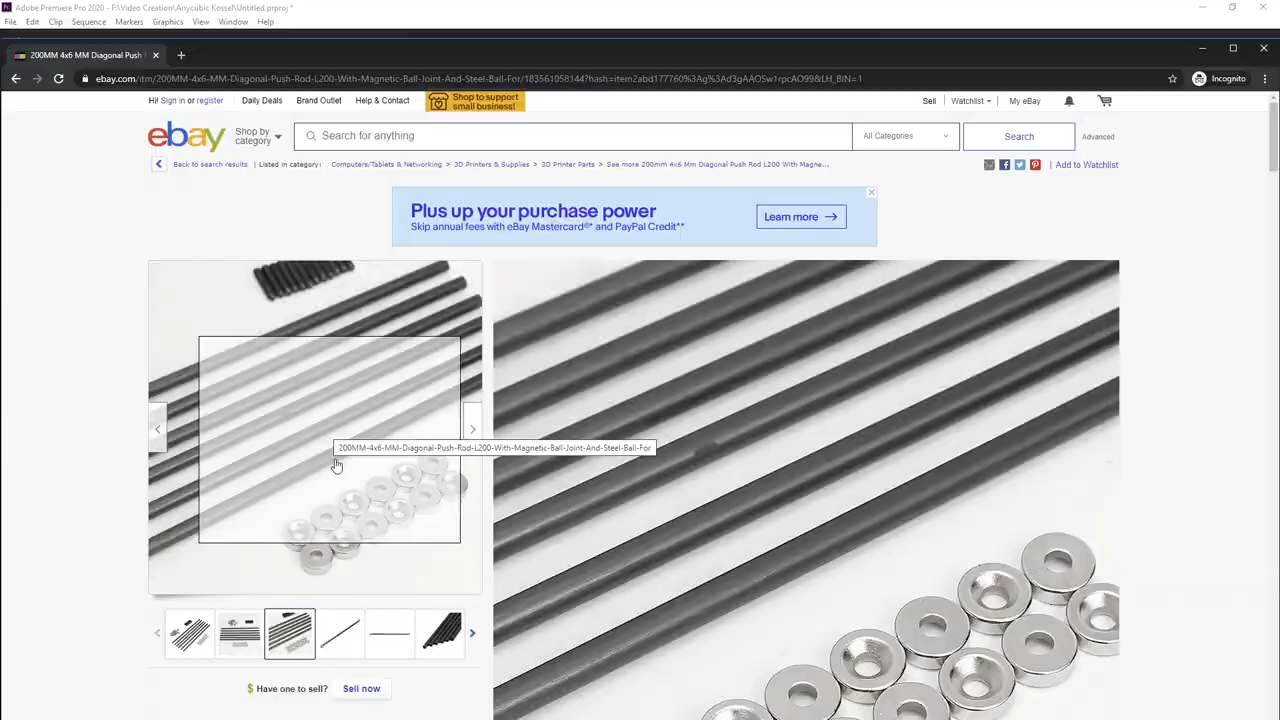 Adobe Premiere Pro 2020 - F:\Video Creation\Anycubic Kossel\Untitled.prproj *
File Edit Clip Sequence Markers Graphics View Window Help
200MM 4x6 MM Diagonal Push
ebay.com/itm/200MM-4x6-MM-Diagonal-Push-Rod-L200-With-Magnetic-Ball-Joint-And-Steel-Ball-For/183561058144?hash=item2abd177760%3Ag%3Ad3gAAOSw1rpcAO99&LH_BIN=1
Incognito
Hi! Sign in or register Daily Deals Brand Outlet Help & Contact Shop to support small business! Sell Watchlist My eBay
ebay Shop by category Search for anything All Categories Search Advanced
Back to search results | Listed in category: Computers/Tablets & Networking > 3D Printers & Supplies > 3D Printer Parts > See more 200mm 4x6 Mm Diagonal Push Rod L200 With Magne... | Add to Watchlist
Plus up your purchase power
Skip annual fees with eBay Mastercard®* and PayPal Credit**
Learn more
200MM-4x6-MM-Diagonal-Push-Rod-L200-With-Magnetic-Ball-Joint-And-Steel-Ball-For
$ Have one to sell? Sell now